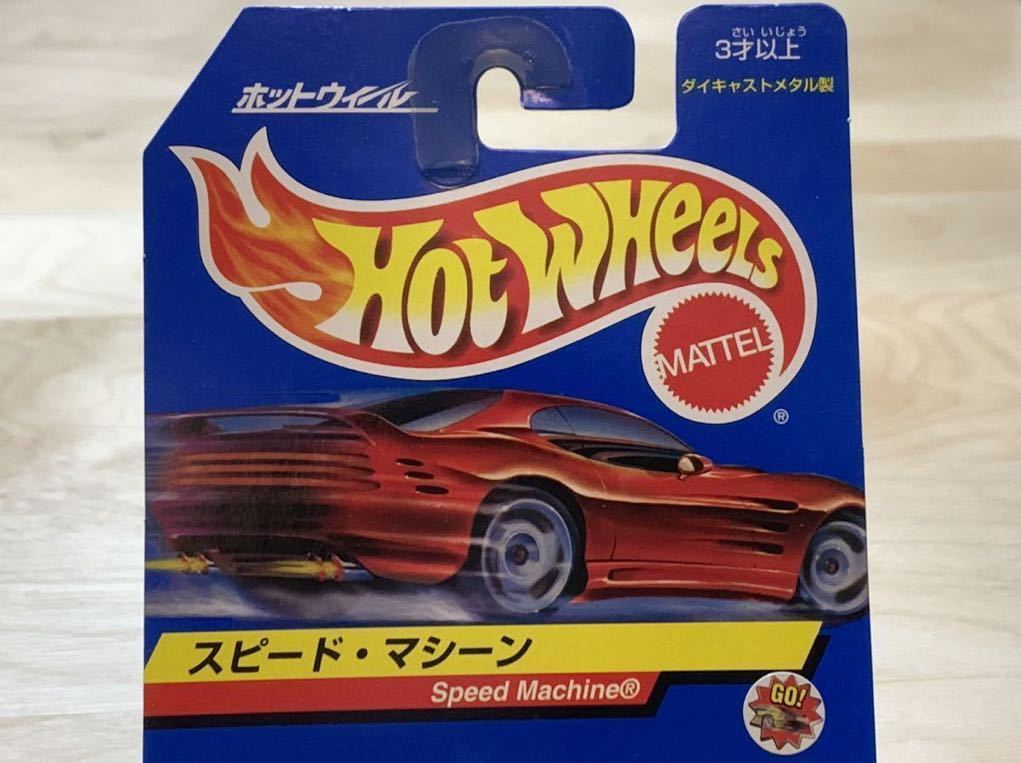 さい いじょう
3才以上
ダイキャストメタル製
ホットウィール
HOT WHEELS
MATTEL
®
スピード・マシーン
Speed Machine®
GO!